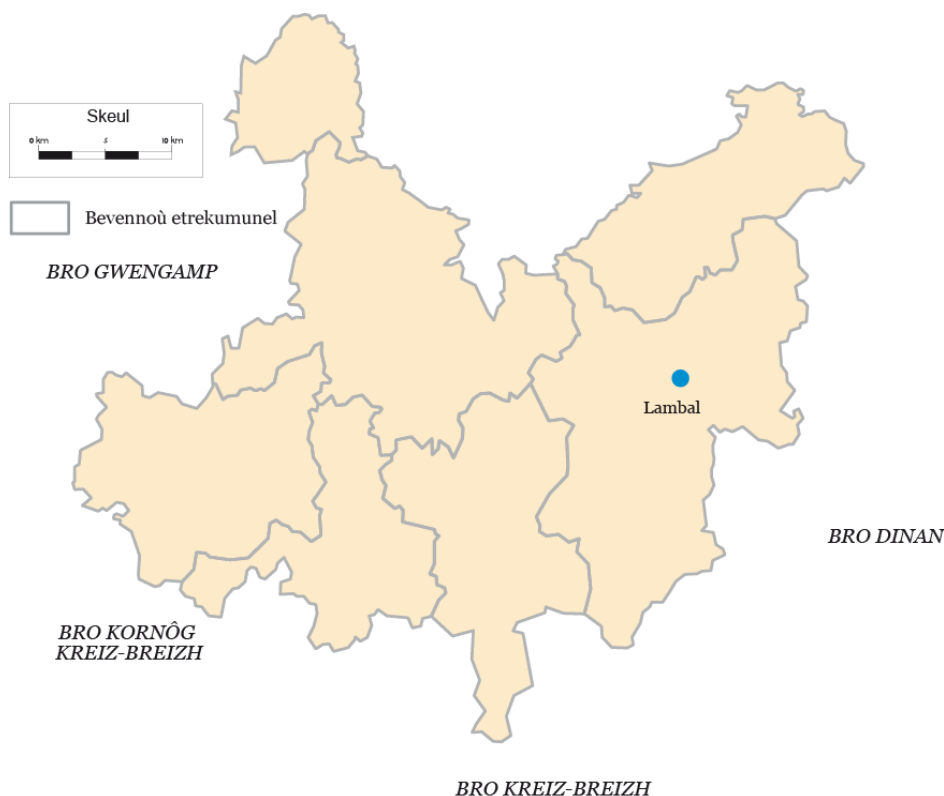 Skeul
0 km 5 10 km
Bevennoù etrekumunel
BRO GWENGAMP
Lambal
BRO DINAN
BRO KORNÔG
KREIZ-BREIZH
BRO KREIZ-BREIZH